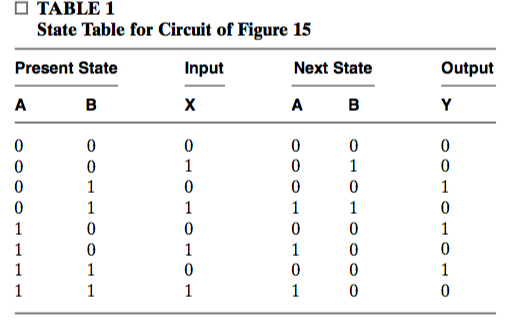 □ TABLE 1
State Table for Circuit of Figure 15
Present State Input Next State Output
A B X A B Y
0 0 0 0 0 0
0 0 1 0 1 0
0 1 0 0 0 1
0 1 1 1 1 0
1 0 0 0 0 1
1 0 1 1 0 0
1 1 0 0 0 1
1 1 1 1 0 0